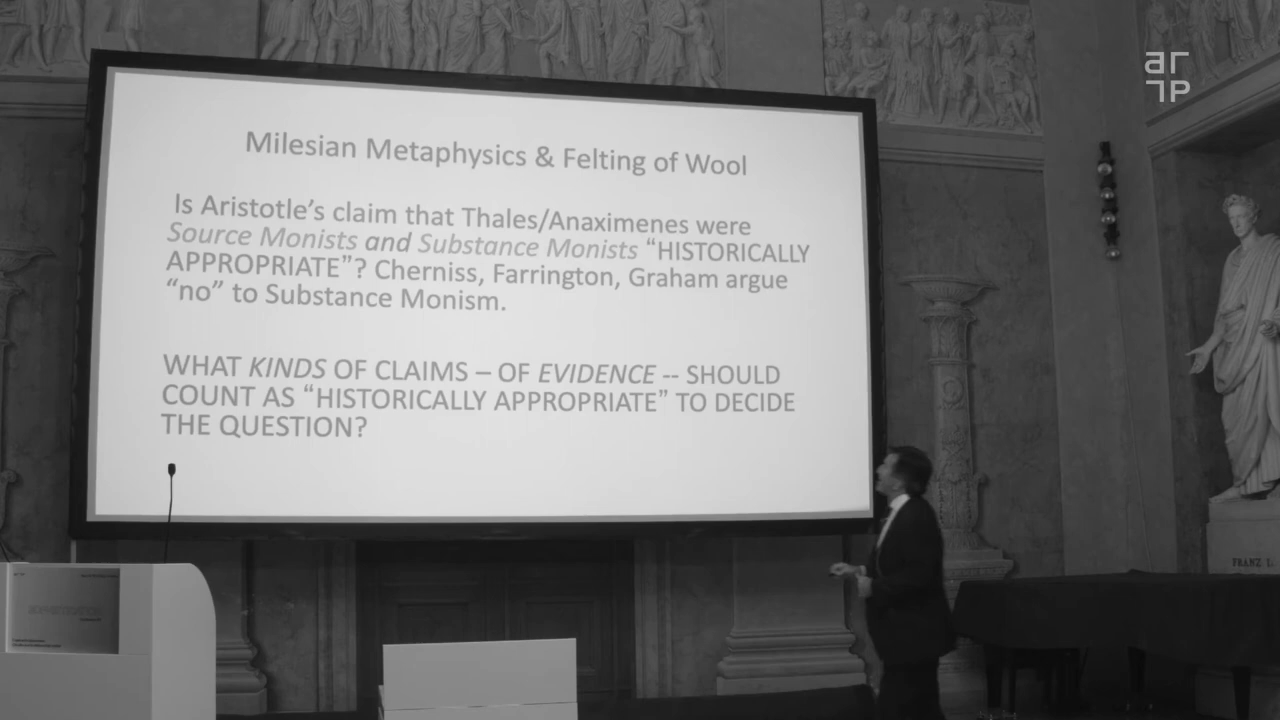 ar
ᒣP
Milesian Metaphysics & Felting of Wool
Is Aristotle’s claim that Thales/Anaximenes were
Source Monists and Substance Monists “HISTORICALLY
APPROPRIATE”? Cherniss, Farrington, Graham argue
“no” to Substance Monism.
WHAT KINDS OF CLAIMS – OF EVIDENCE -- SHOULD
COUNT AS “HISTORICALLY APPROPRIATE” TO DECIDE
THE QUESTION?
FRANZ I.